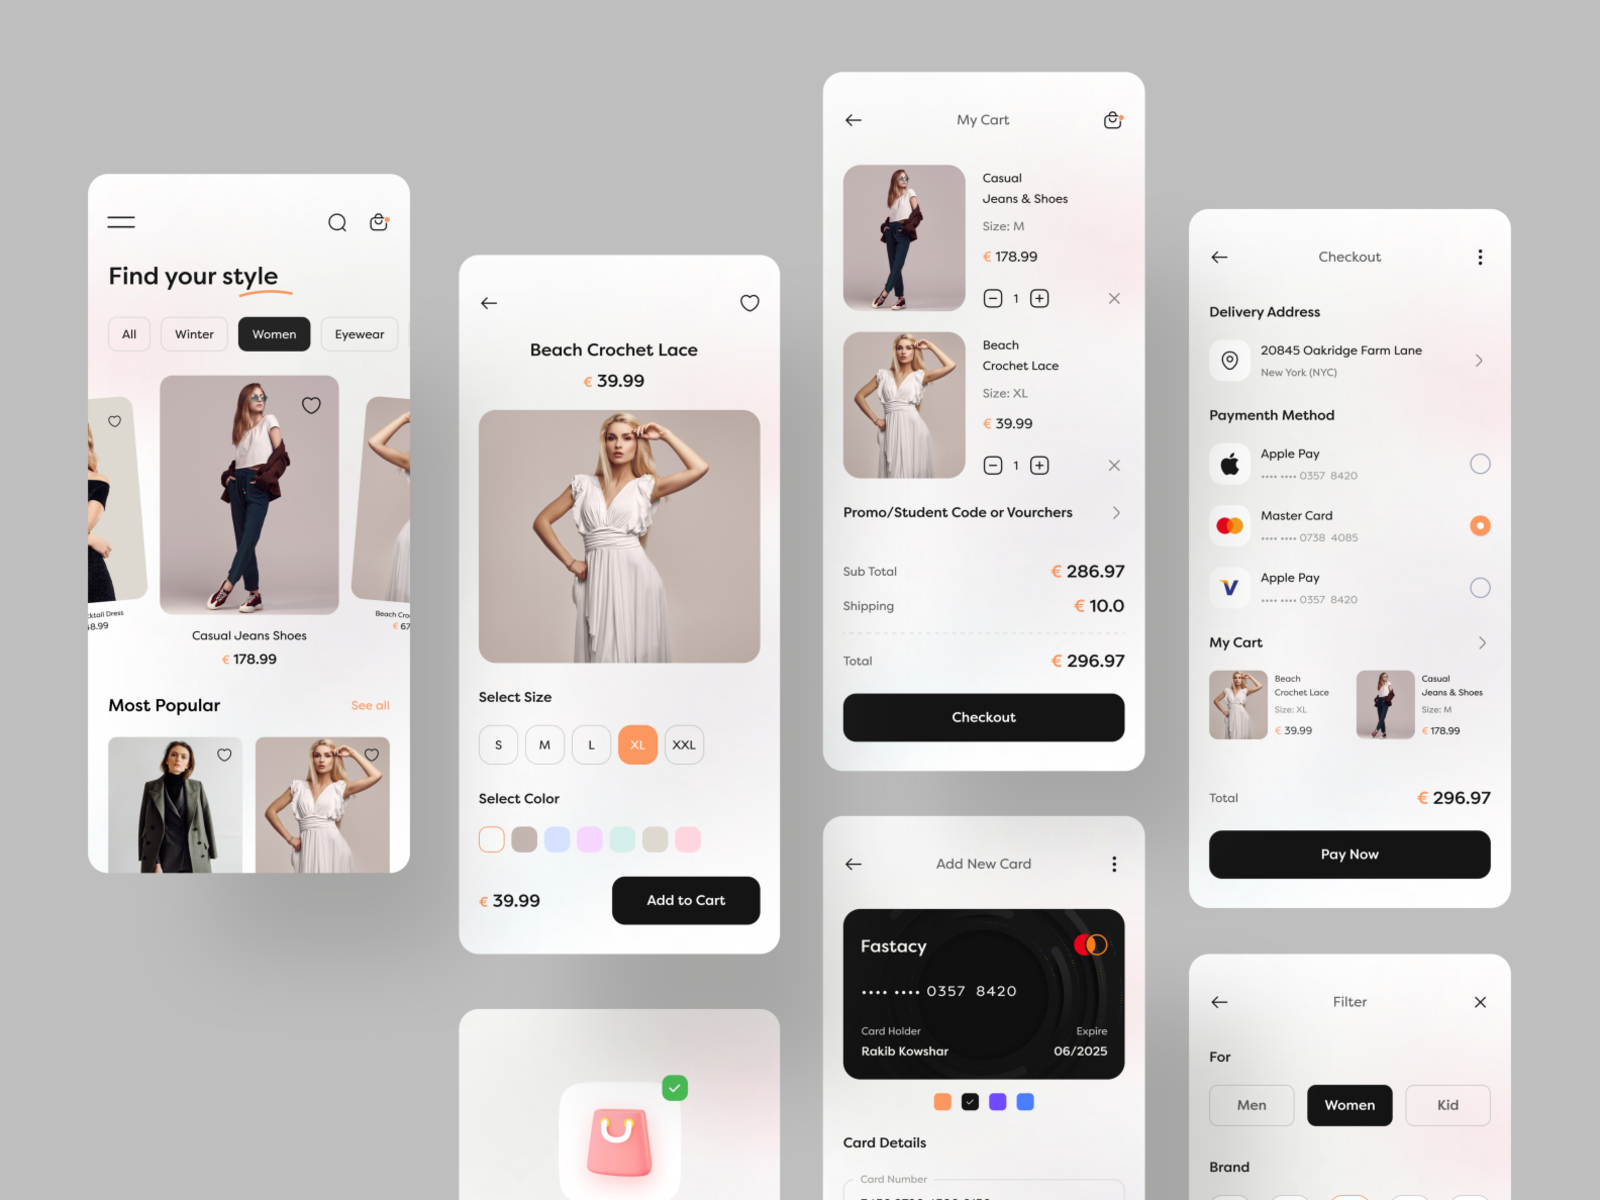 Find your style
All
Winter
Women
Eyewear
Dress
€ 178.99
Casual Jeans Shoes
Beach
€ 67
Most Popular
See all
Beach Crochet Lace
€ 39.99
Select Size
S
M
L
XL
XXL
Select Color
€ 39.99
Add to Cart
My Cart
Casual
Jeans & Shoes
Size: M
€ 178.99
1
Beach
Crochet Lace
Size: XL
€ 39.99
1
Promo/Student Code or Vourchers
Sub Total
€ 286.97
Shipping
€ 10.0
Total
€ 296.97
Checkout
Add New Card
Fastacy
•••• •••• 0357 8420
Card Holder
Expire
Rakib Kowshar
06/2025
Card Details
Card Number
Checkout
Delivery Address
20845 Oakridge Farm Lane
New York (NYC)
Paymenth Method
Apple Pay
•••• •••• 0357 8420
Master Card
•••• •••• 0738 4085
Apple Pay
•••• •••• 0357 8420
My Cart
Beach
Crochet Lace
Size: XL
€ 39.99
Casual
Jeans & Shoes
Size: M
€ 178.99
Total
€ 296.97
Pay Now
Filter
For
Men
Women
Kid
Brand